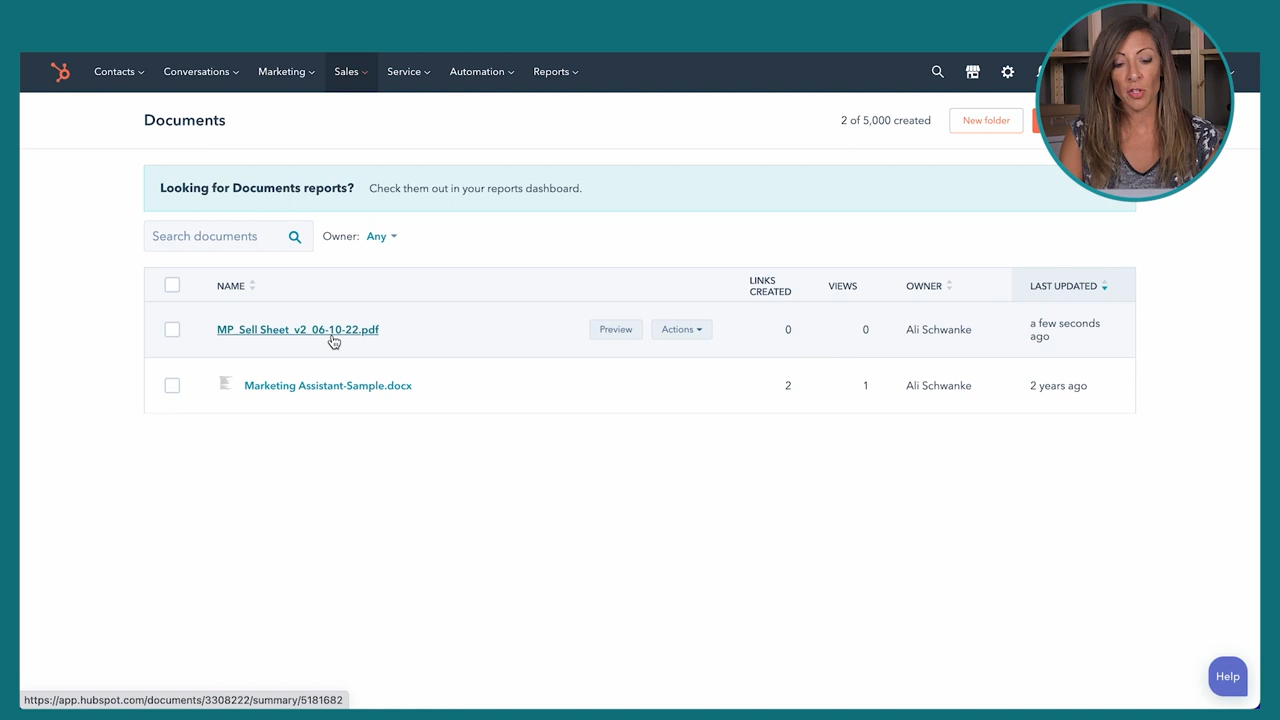 Contacts Conversations Marketing Sales Service Automation Reports
Documents 2 of 5,000 created New folder
Looking for Documents reports? Check them out in your reports dashboard.
Search documents Owner: Any
NAME LINKS CREATED VIEWS OWNER LAST UPDATED
MP_Sell Sheet_v2_06-10-22.pdf Preview Actions 0 0 Ali Schwanke a few seconds ago
Marketing Assistant-Sample.docx 2 1 Ali Schwanke 2 years ago
Help
https://app.hubspot.com/documents/3308222/summary/5181682